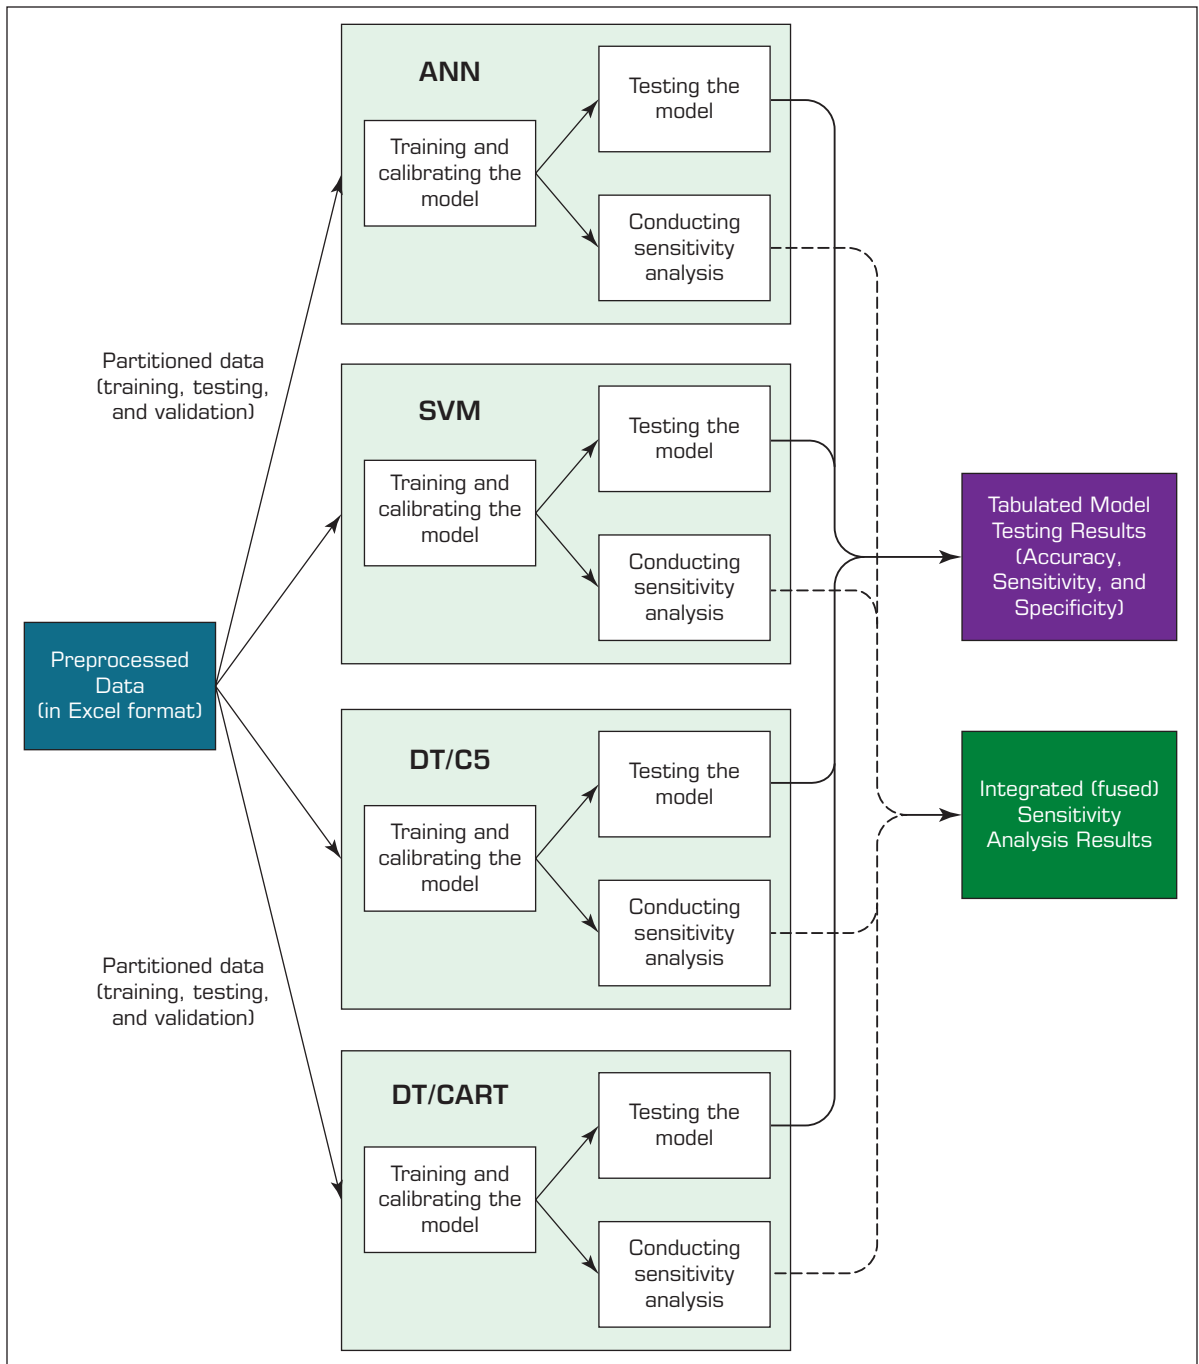 ANN
Training and
calibrating the
model
Testing the
model
Conducting
sensitivity
analysis
Partitioned data
(training, testing,
and validation)
SVM
Training and
calibrating the
model
Testing the
model
Conducting
sensitivity
analysis
Preprocessed
Data
(in Excel format)
DT/C5
Training and
calibrating the
model
Testing the
model
Conducting
sensitivity
analysis
Partitioned data
(training, testing,
and validation)
DT/CART
Training and
calibrating the
model
Testing the
model
Conducting
sensitivity
analysis
Tabulated Model
Testing Results
(Accuracy,
Sensitivity, and
Specificity)
Integrated (fused)
Sensitivity
Analysis Results